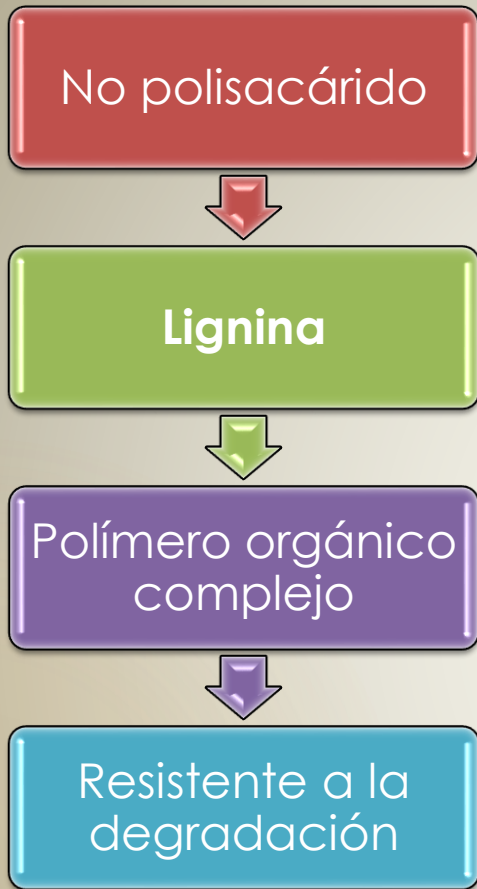 No polisacárido
Lignina
Polímero orgánico
complejo
Resistente a la
degradación